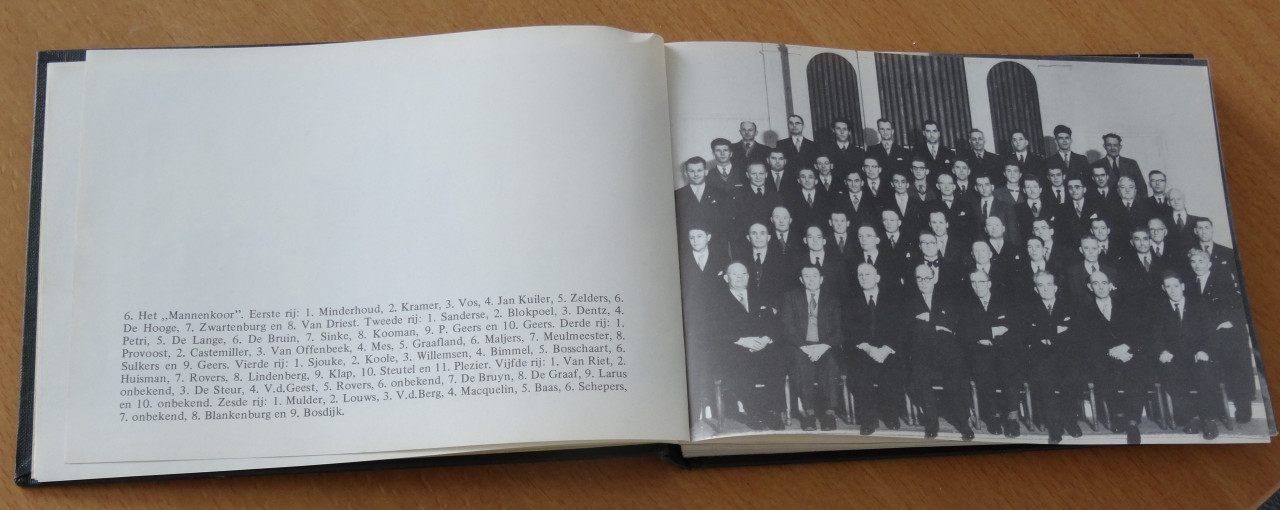 6. Het „Mannenkoor”. Eerste rij: 1. Minderhoud, 2. Kramer, 3. Vos, 4. Jan Kuiler, 5. Zelders, 6.
De Hooge, 7. Zwartenburg en 8. Van Driest. Tweede rij: 1. Sanderse, 2. Blokpoel, 3. Dentz, 4.
Petri, 5. De Lange, 6. De Bruin, 7. Sinke, 8. Kooman, 9. P. Geers en 10. Geers. Derde rij: 1.
Provoost, 2. Castemiller, 3. Van Offenbeek, 4. Mes, 5. Graafland, 6. Maljers, 7. Meulmeester, 8.
Sulkers en 9. Geers. Vierde rij: 1. Sjouke, 2. Koole, 3. Willemsen, 4. Bimmel, 5. Bosschaart, 6.
Huisman, 7. Rovers, 8. Lindenberg, 9. Klap, 10. Steutel en 11. Plezier. Vijfde rij: 1. Van Riet, 2.
onbekend, 3. De Steur, 4. V.d.Geest, 5. Rovers, 6. onbekend, 7. De Bruyn, 8. De Graaf, 9. Larus
en 10. onbekend. Zesde rij: 1. Mulder, 2. Louws, 3. V.d.Berg, 4. Macquelin, 5. Baas, 6. Schepers,
7. onbekend, 8. Blankenburg en 9. Bosdijk.